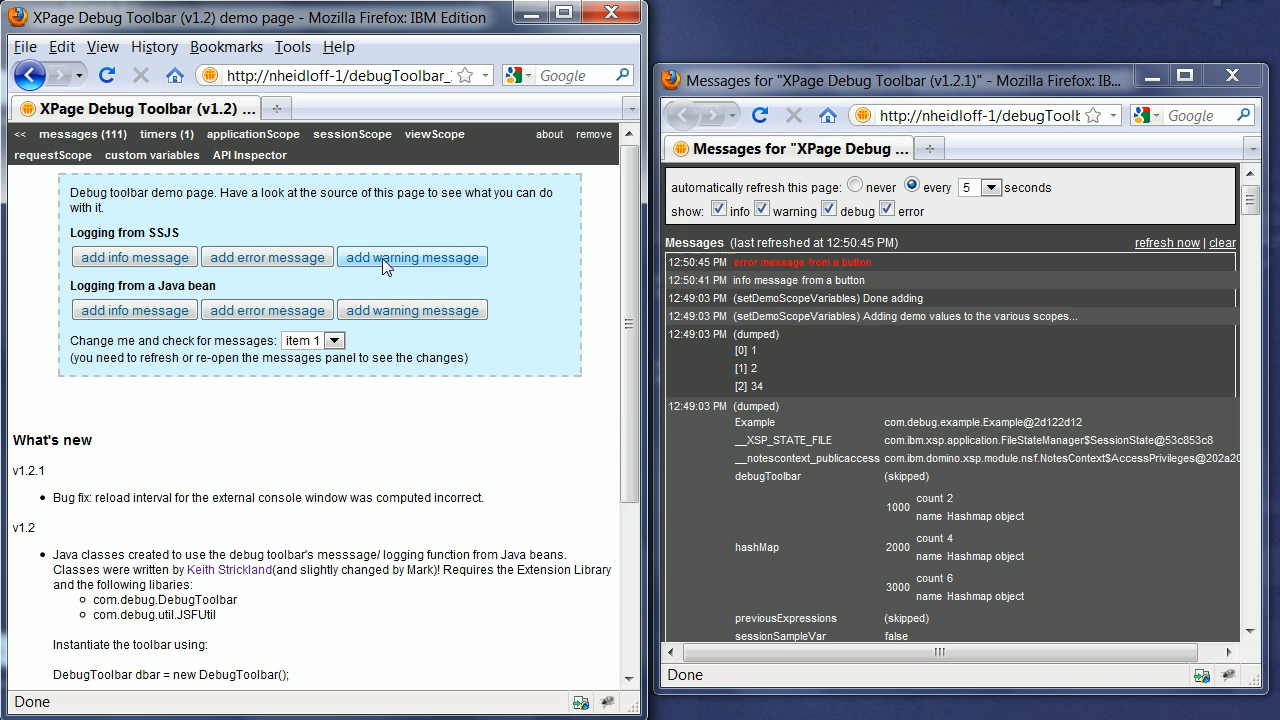 XPage Debug Toolbar (v1.2) demo page - Mozilla Firefox: IBM Edition
File Edit View History Bookmarks Tools Help
http://nheidloff-1/debugToolbar_ Google
XPage Debug Toolbar (v1.2) ...
<< messages (111) timers (1) applicationScope sessionScope viewScope about remove
requestScope custom variables API Inspector
Debug toolbar demo page. Have a look at the source of this page to see what you can do
with it.
Logging from SSJS
add info message add error message add warning message
Logging from a Java bean
add info message add error message add warning message
Change me and check for messages: item 1
(you need to refresh or re-open the messages panel to see the changes)
What's new
v1.2.1
• Bug fix: reload interval for the external console window was computed incorrect.
v1.2
• Java classes created to use the debug toolbar's messsage/ logging function from Java beans.
Classes were written by Keith Strickland(and slightly changed by Mark)! Requires the Extension Library
and the following libaries:
com.debug.DebugToolbar
com.debug.util.JSFUtil
Instantiate the toolbar using:
DebugToolbar dbar = new DebugToolbar();
Done
Messages for "XPage Debug Toolbar (v1.2.1)" - Mozilla Firefox: IB...
http://nheidloff-1/debugToolb Google
Messages for "XPage Debug ...
automatically refresh this page: never every 5 seconds
show: info warning debug error
Messages (last refreshed at 12:50:45 PM) refresh now | clear
12:50:45 PM error message from a button
12:50:41 PM info message from a button
12:49:03 PM (setDemoScopeVariables) Done adding
12:49:03 PM (setDemoScopeVariables) Adding demo values to the various scopes...
12:49:03 PM (dumped)
[0] 1
[1] 2
[2] 34
12:49:03 PM (dumped)
Example com.debug.example.Example@2d122d12
__XSP_STATE_FILE com.ibm.xsp.application.FileStateManager$SessionState@53c853c8
__notescontext_publicaccess com.ibm.domino.xsp.module.nsf.NotesContext$AccessPrivileges@202a20
debugToolbar (skipped)
hashMap
1000 count 2
name Hashmap object
2000 count 4
name Hashmap object
3000 count 6
name Hashmap object
previousExpressions (skipped)
sessionSampleVar false
Done